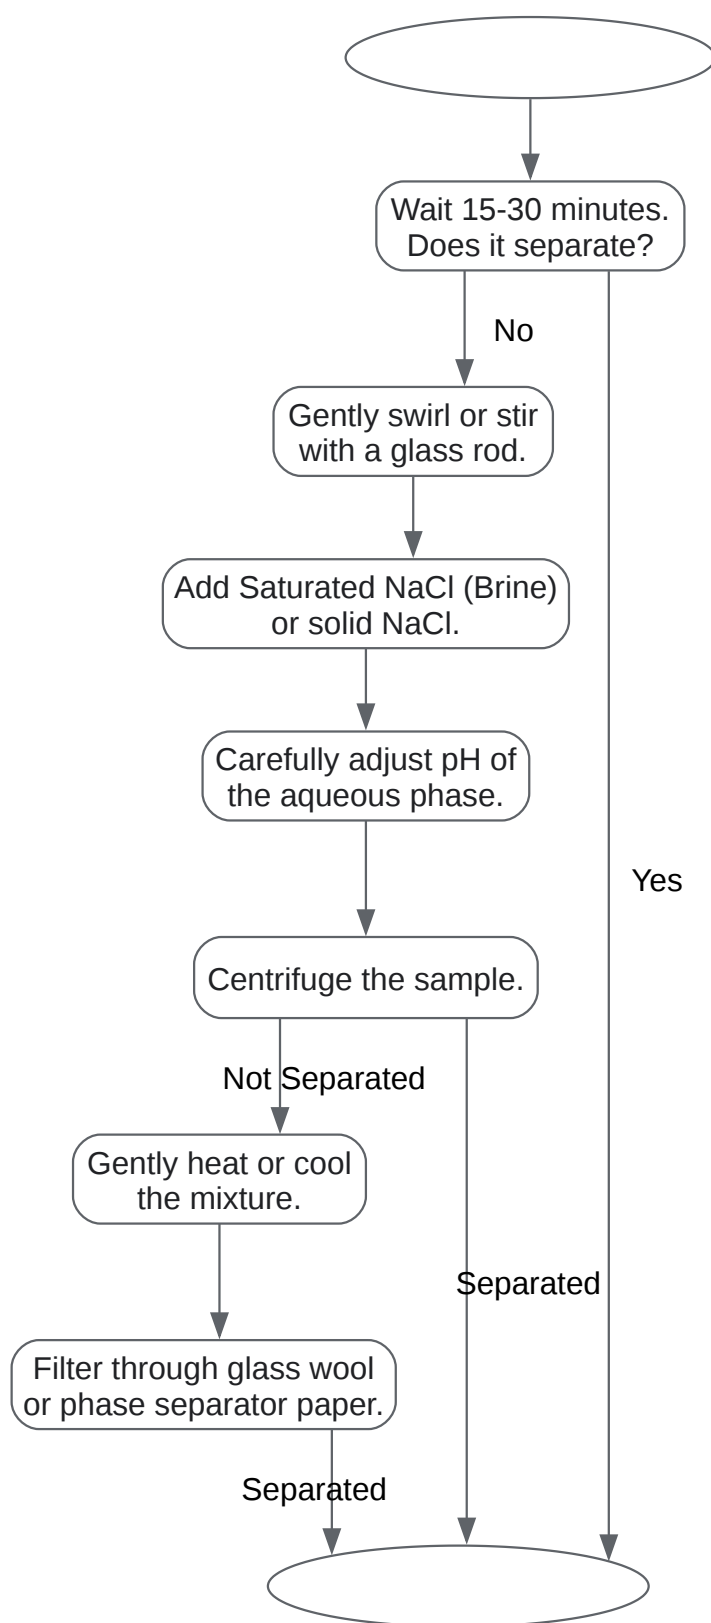 Wait 15-30 minutes.
Does it separate?
No
Gently swirl or stir
with a glass rod.
Add Saturated NaCl (Brine)
or solid NaCl.
Carefully adjust pH of
the aqueous phase.
Yes
Centrifuge the sample.
Not Separated
Gently heat or cool
the mixture.
Separated
Filter through glass wool
or phase separator paper.
Separated